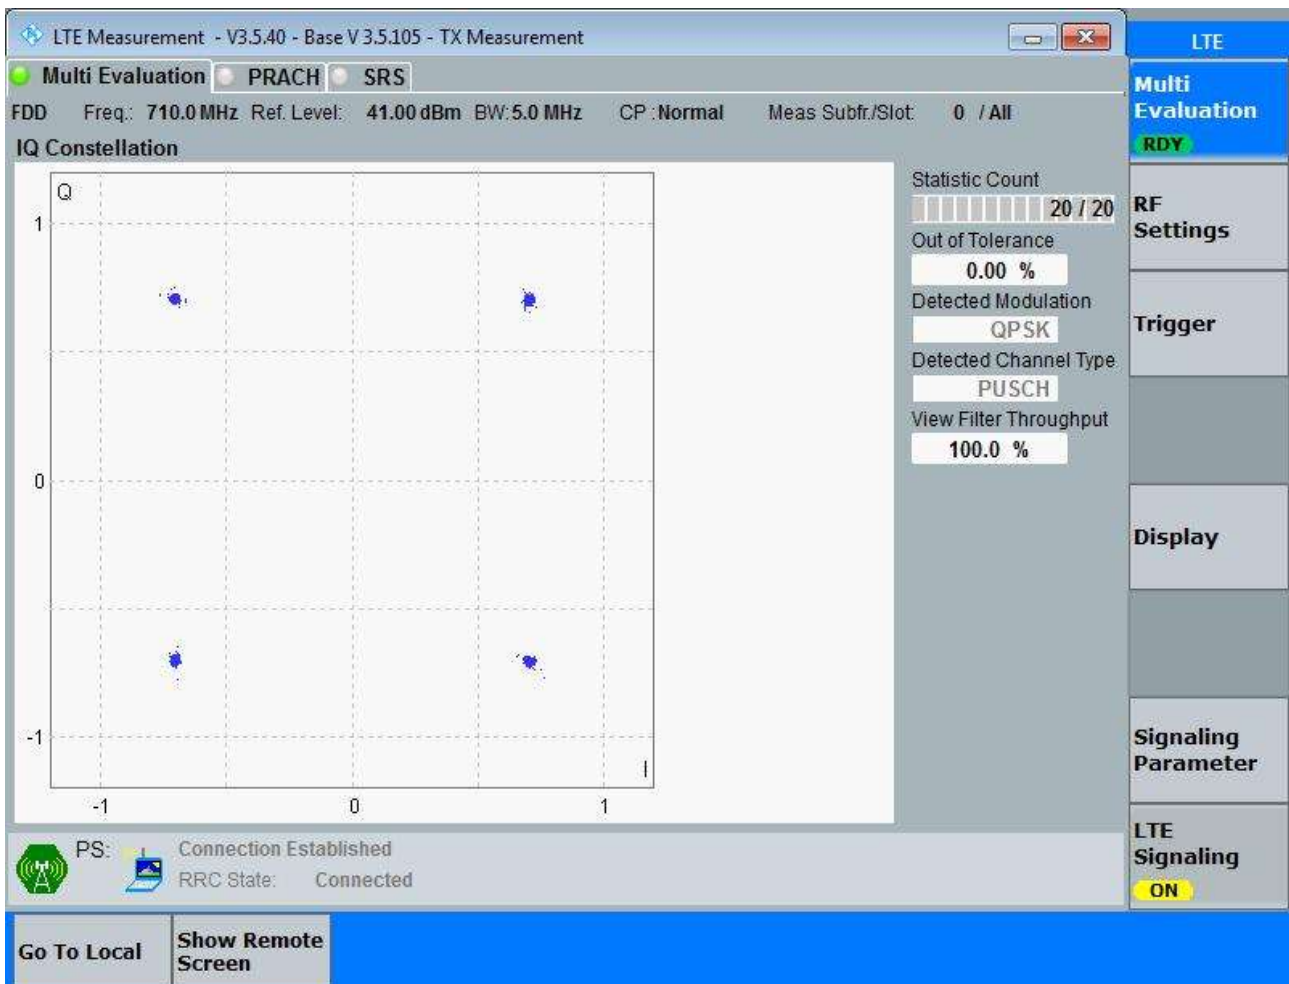 LTE Measurement - V3.5.40 - Base V 3.5.105 - TX Measurement
Multi Evaluation PRACH SRS
FDD Freq.: 710.0 MHz Ref. Level: 41.00 dBm BW: 5.0 MHz CP : Normal Meas Subfr./Slot: 0 / All
IQ Constellation
Q
1
0
-1
I
-1 0 1
Statistic Count
20 / 20
Out of Tolerance
0.00 %
Detected Modulation
QPSK
Detected Channel Type
PUSCH
View Filter Throughput
100.0 %
PS: Connection Established
RRC State: Connected
LTE
Multi
Evaluation
RDY
RF
Settings
Trigger
Display
Signaling
Parameter
LTE
Signaling
ON
Go To Local
Show Remote
Screen